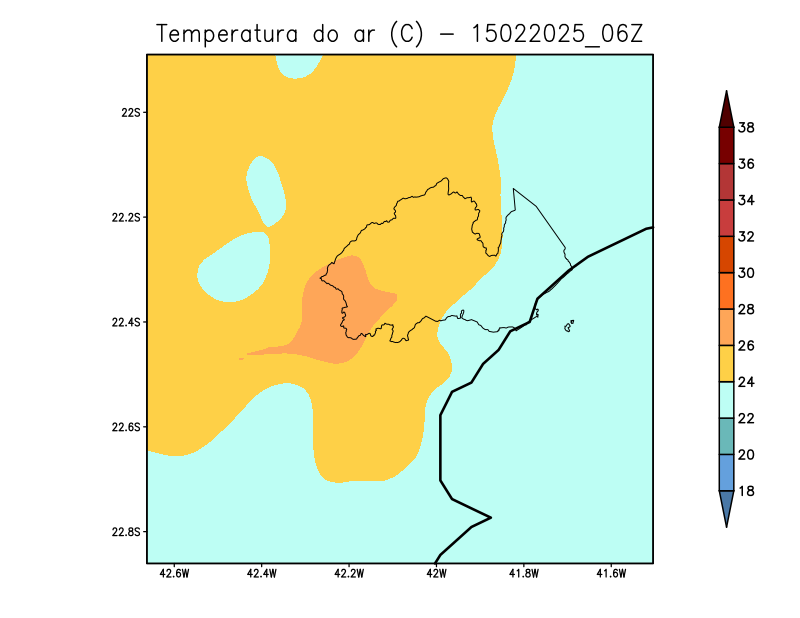 Temperatura do ar (C) - 15022025_06Z
22S
22.2S
22.4S
22.6S
22.8S
42.6W
42.4W
42.2W
42W
41.8W
41.6W
38
36
34
32
30
28
26
24
22
20
18